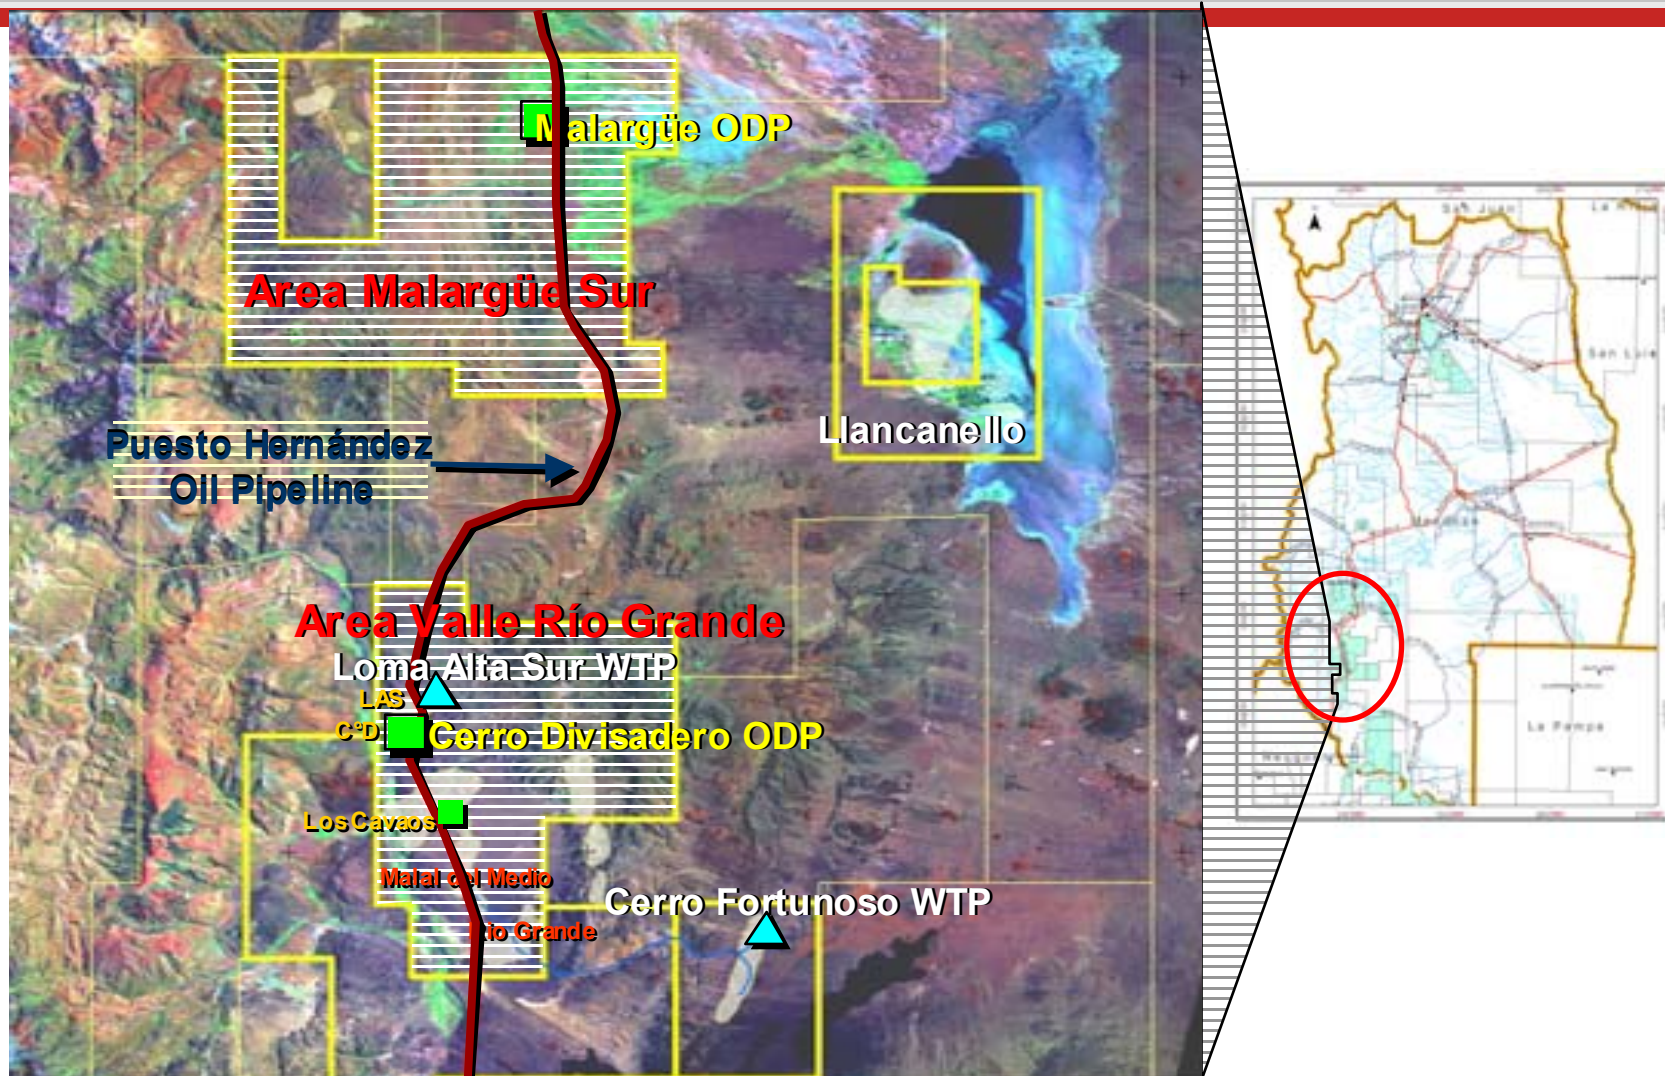 Malargüe ODP
Area Malargüe Sur
Puesto Hernández
Oil Pipeline
Llancanello
Area Valle Río Grande
Loma Alta Sur WTP
LAS
C°D
Cerro Divisadero ODP
Los Cavaos
Malal del Medio
Cerro Fortunoso WTP
Río Grande
San Juan
San Luis
La Pampa